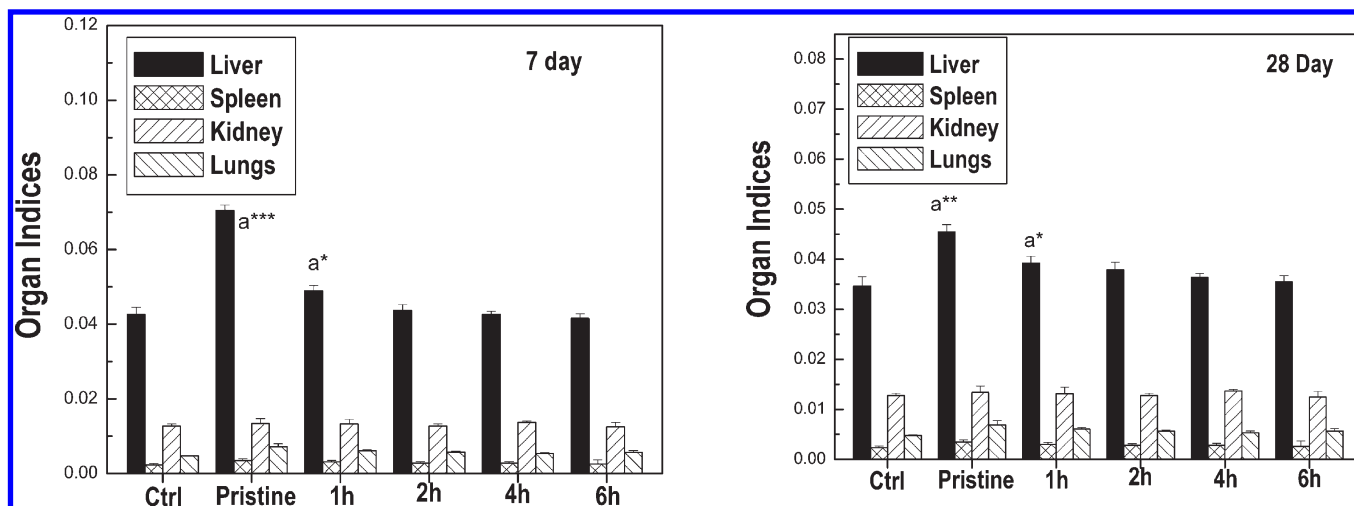 0.12
0.10
0.08
0.06
0.04
0.02
0.00
Organ Indices
Liver
Spleen
Kidney
Lungs
7 day
a***
a*
Ctrl Pristine 1h 2h 4h 6h
0.08
0.07
0.06
0.05
0.04
0.03
0.02
0.01
0.00
Organ Indices
Liver
Spleen
Kidney
Lungs
28 Day
a**
a*
Ctrl Pristine 1h 2h 4h 6h